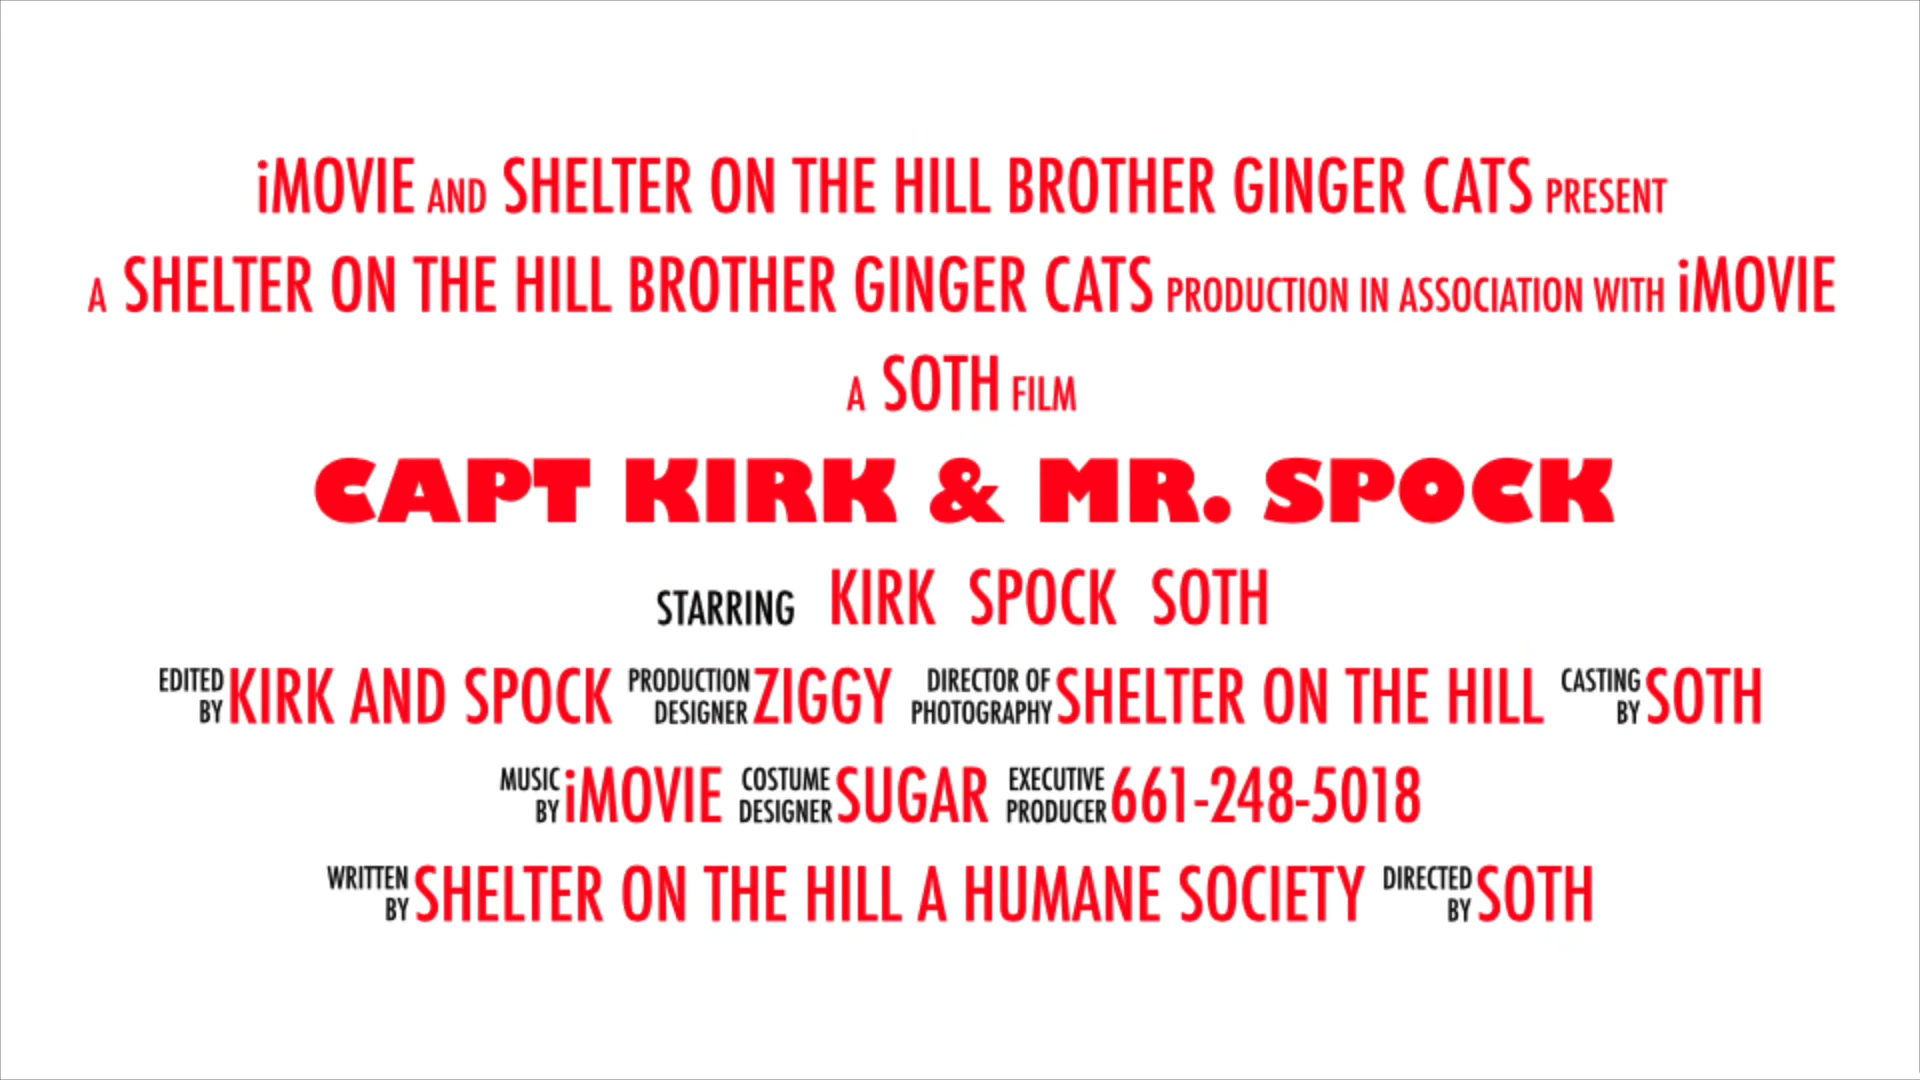 iMOVIE AND SHELTER ON THE HILL BROTHER GINGER CATS PRESENT
A SHELTER ON THE HILL BROTHER GINGER CATS PRODUCTION IN ASSOCIATION WITH iMOVIE
A SOTH FILM
CAPT KIRK & MR. SPOCK
STARRING KIRK SPOCK SOTH
EDITED BY KIRK AND SPOCK PRODUCTION DESIGNER ZIGGY DIRECTOR OF PHOTOGRAPHY SHELTER ON THE HILL CASTING BY SOTH
MUSIC BY iMOVIE COSTUME DESIGNER SUGAR EXECUTIVE PRODUCER 661-248-5018
WRITTEN BY SHELTER ON THE HILL A HUMANE SOCIETY DIRECTED BY SOTH